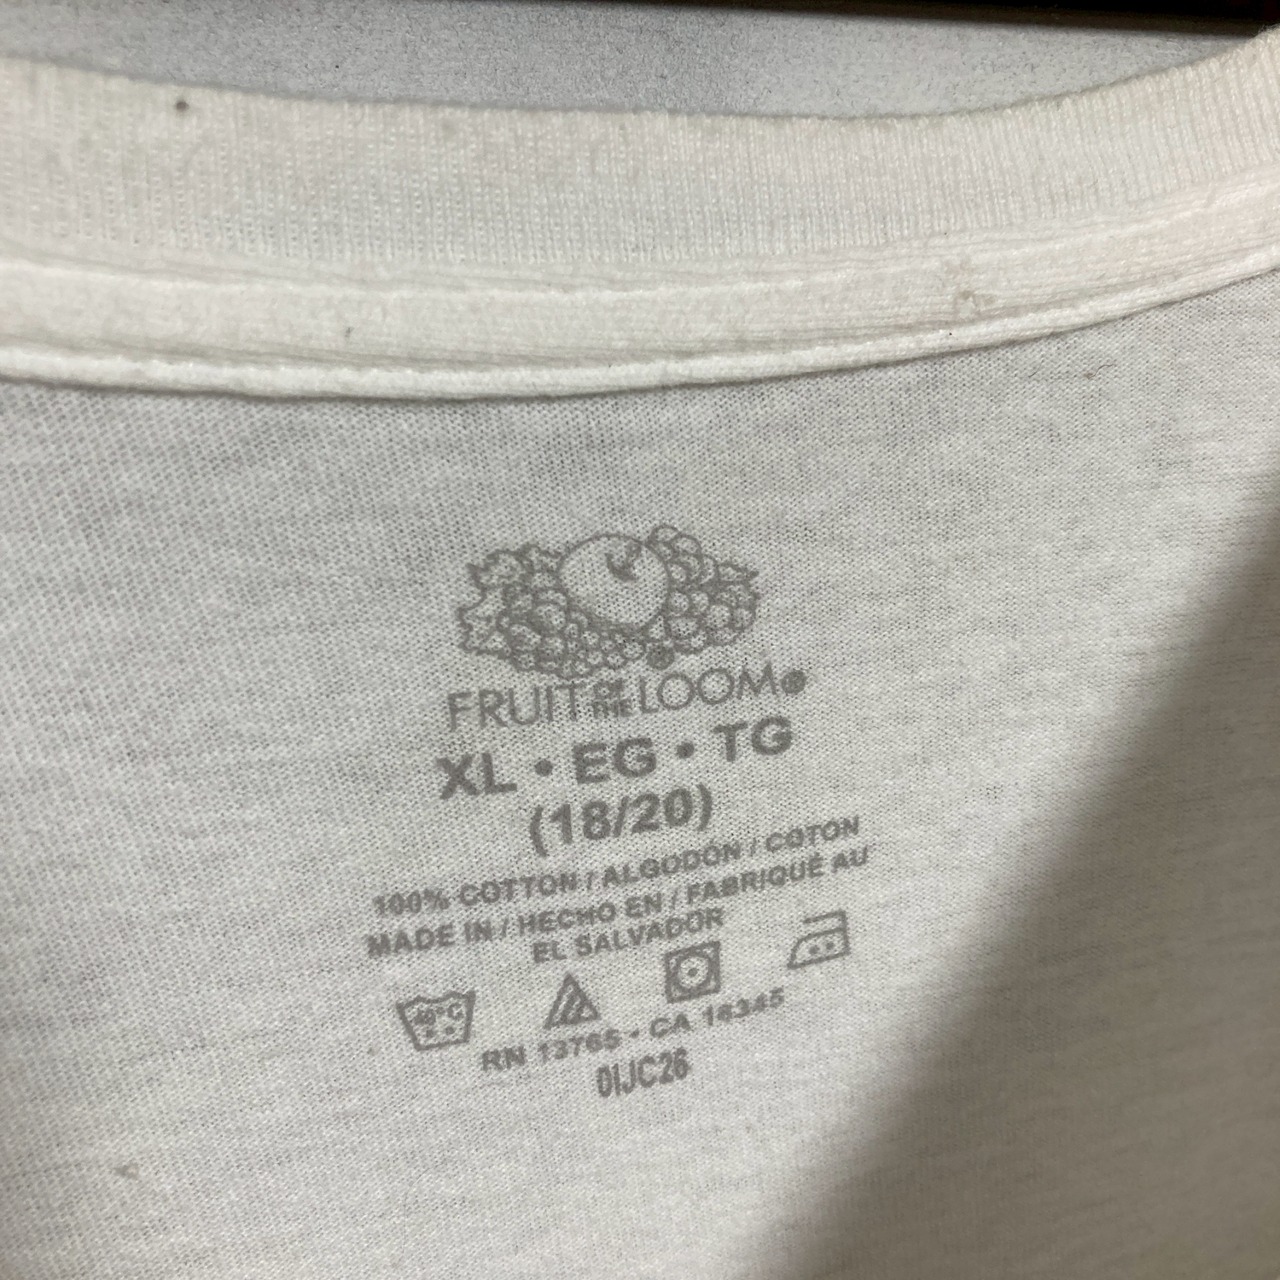 FRUIT OF THE LOOM®
XL • EG • TG
(18/20)
100% COTTON / ALGODÓN / COTON
MADE IN / HECHO EN / FABRIQUÉ AU
EL SALVADOR
40°C
RN 13765 - CA 16345
01JC26